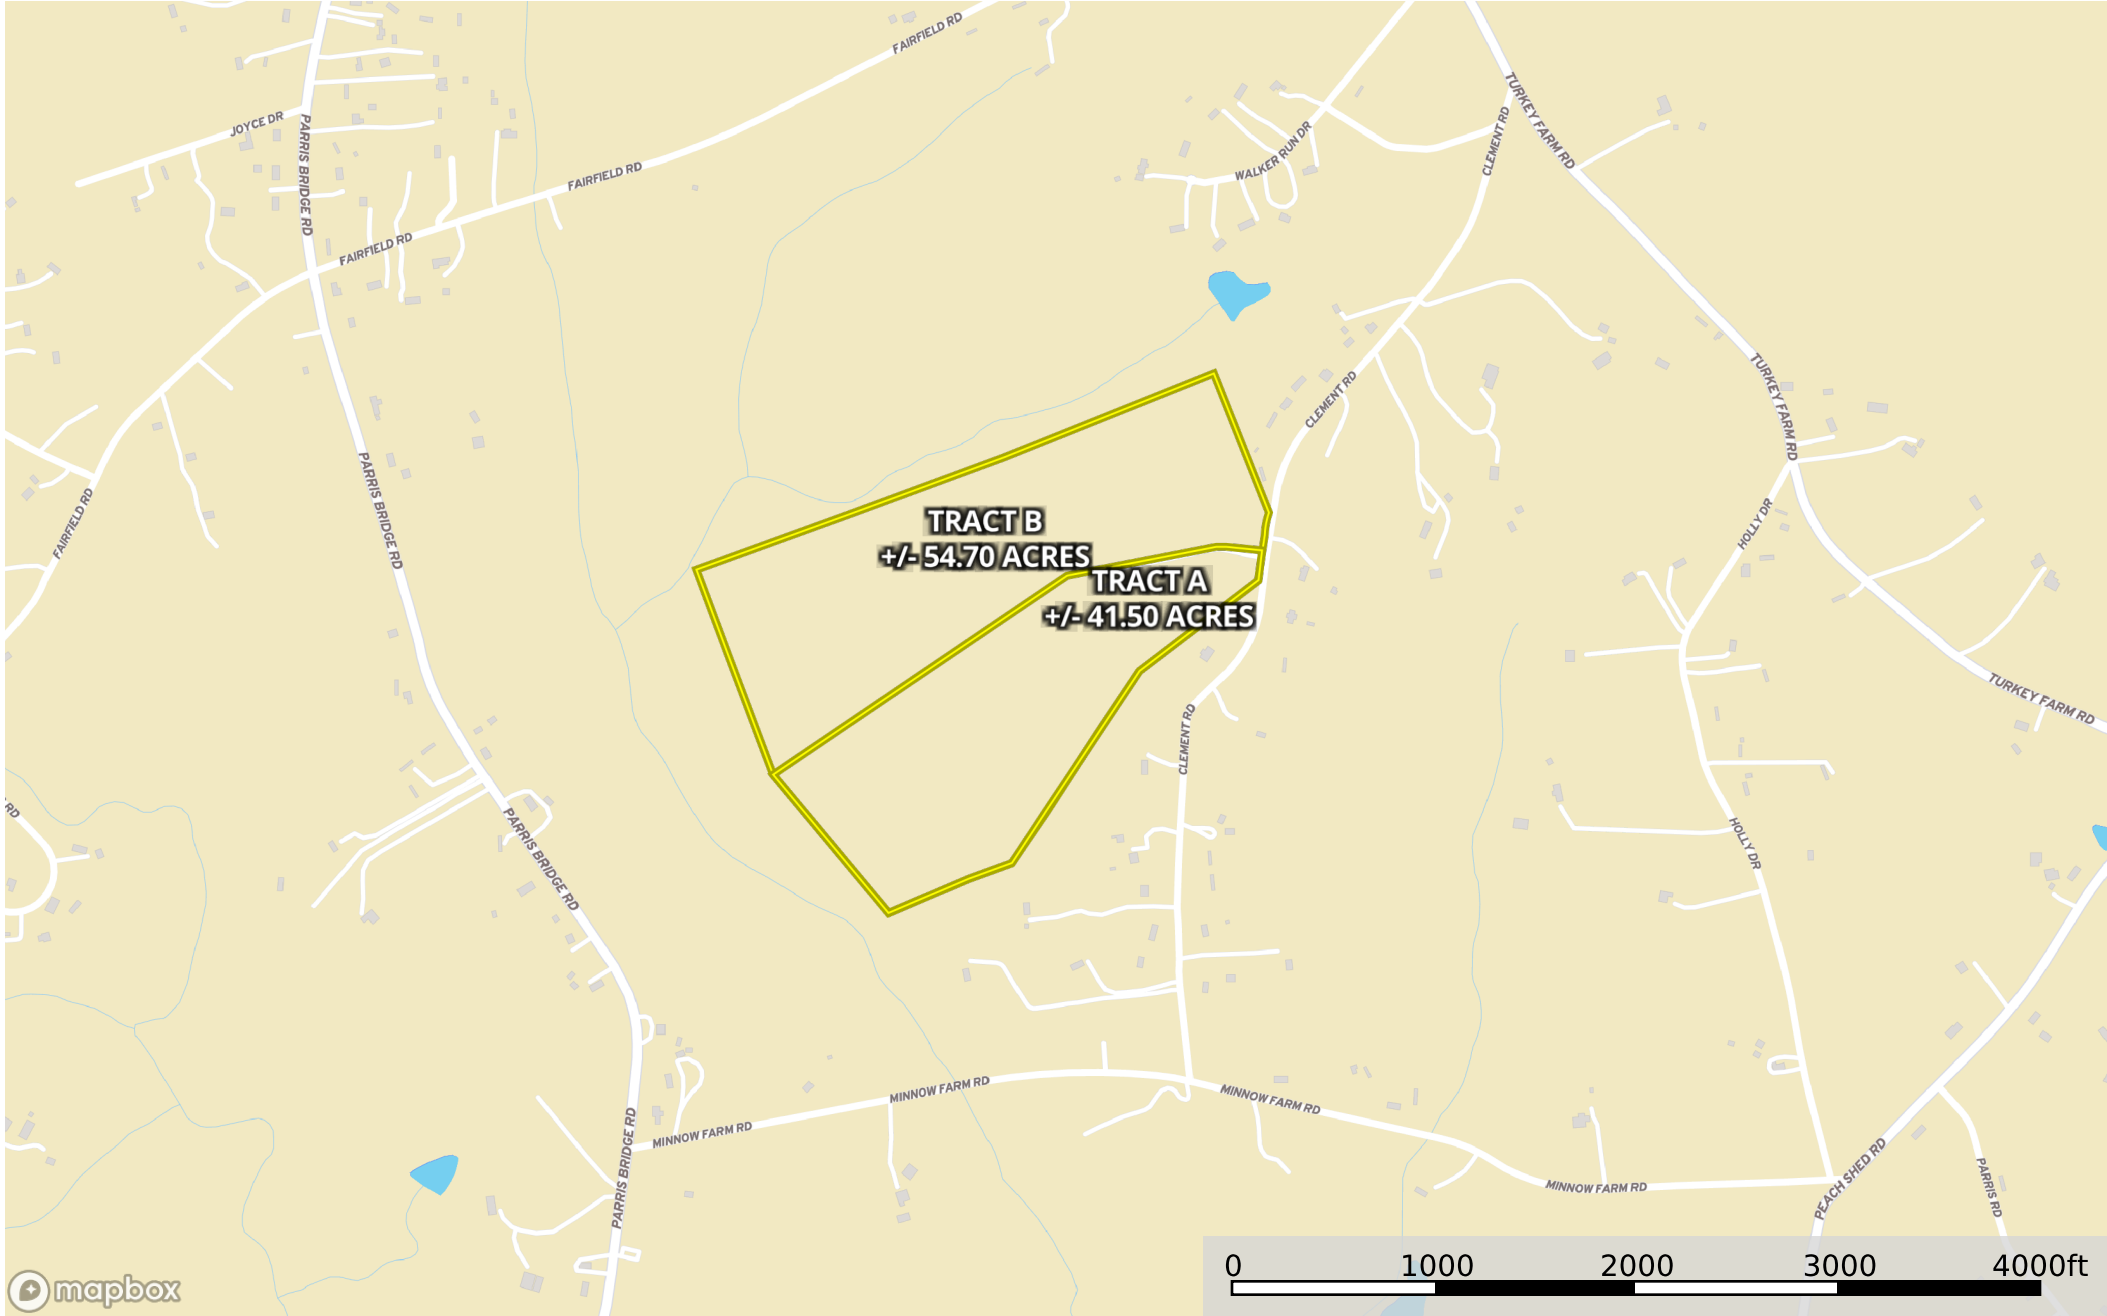 FAIRFIELD RD
TURKEY FARM RD
JOYCE DR
PARRIS BRIDGE RD
WALKER RUN DR
CLEMENT RD
FAIRFIELD RD
FAIRFIELD RD
CLEMENT RD
TURKEY FARM RD
PARRIS BRIDGE RD
FAIRFIELD RD
HOLLY DR
TRACT B
+/- 54.70 ACRES
TRACT A
+/- 41.50 ACRES
TURKEY FARM RD
CLEMENT RD
RD
PARRIS BRIDGE RD
HOLLY DR
MINNOW FARM RD
MINNOW FARM RD
MINNOW FARM RD
PARRIS BRIDGE RD
MINNOW FARM RD
PEACH SHED RD
PARRIS RD
0 1000 2000 3000 4000ft
mapbox